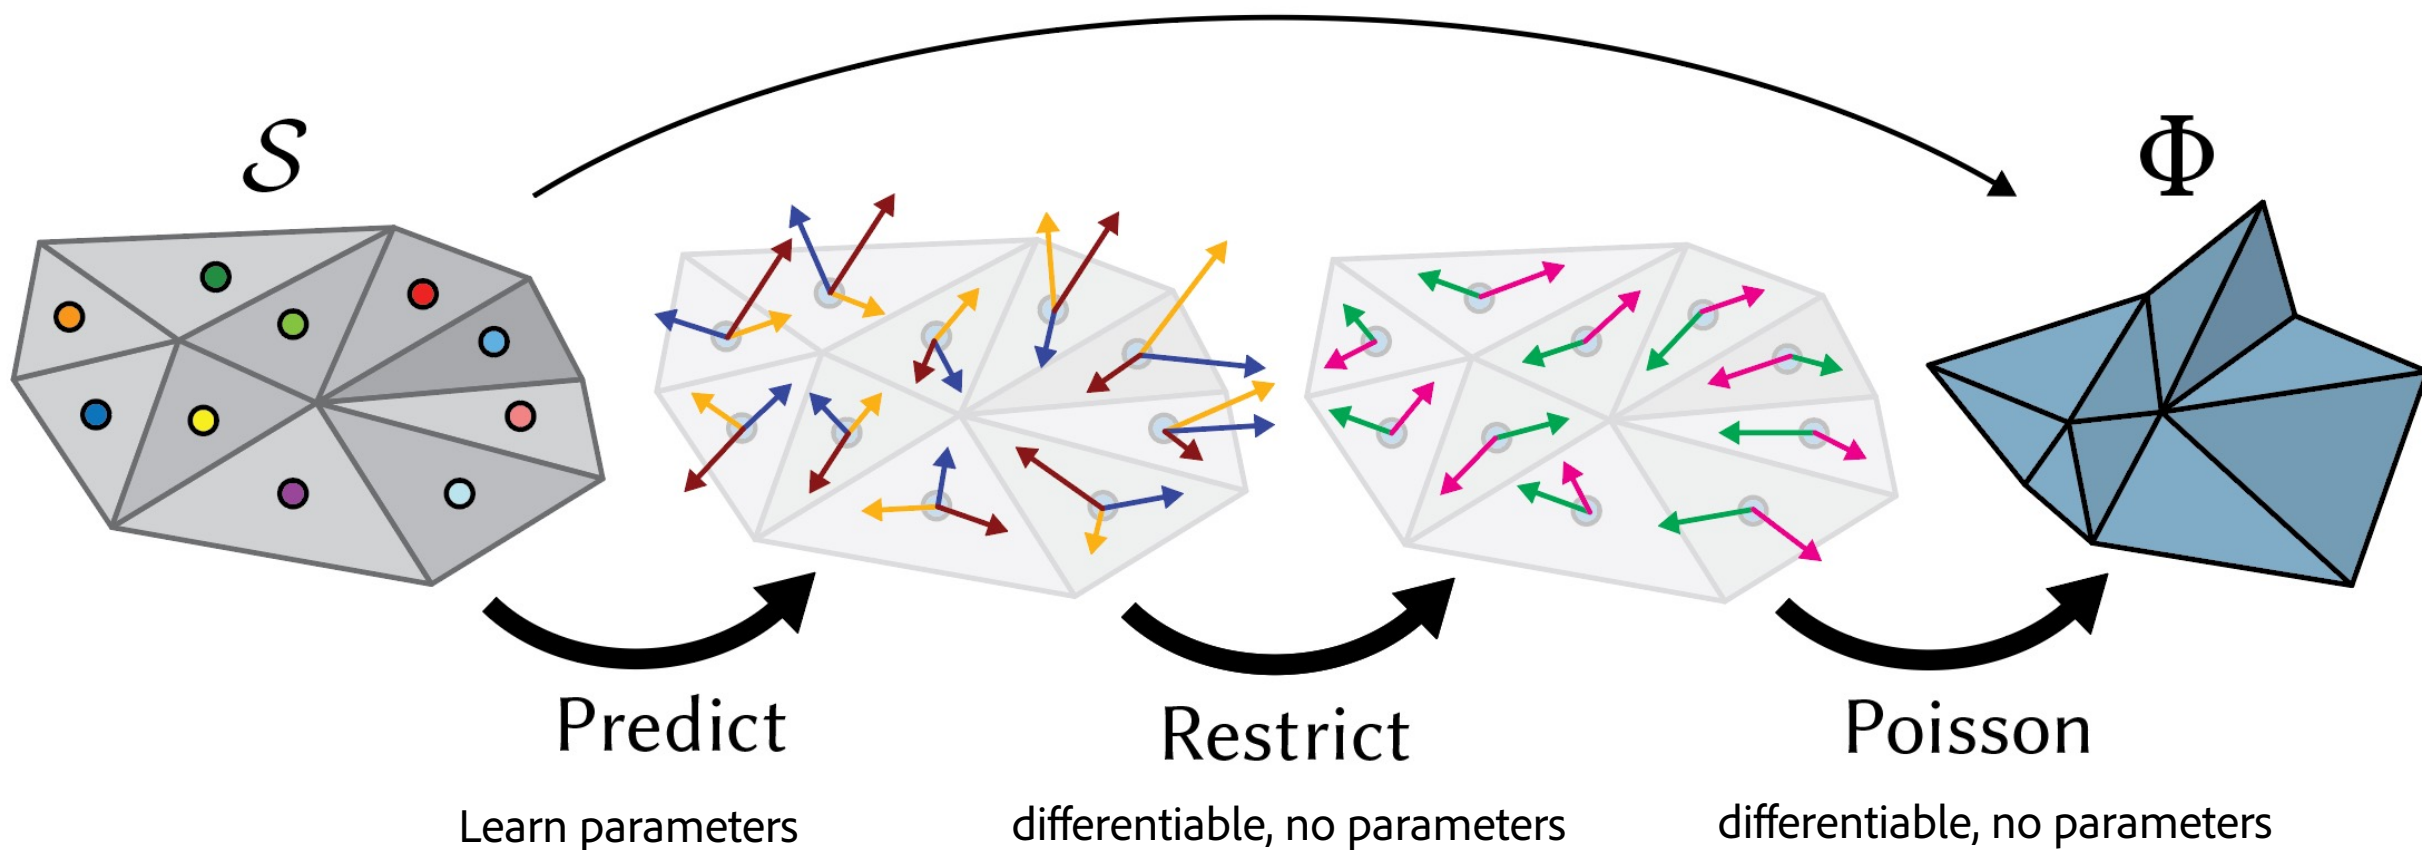 𝒮
Φ
Predict
Restrict
Poisson
Learn parameters
differentiable, no parameters
differentiable, no parameters